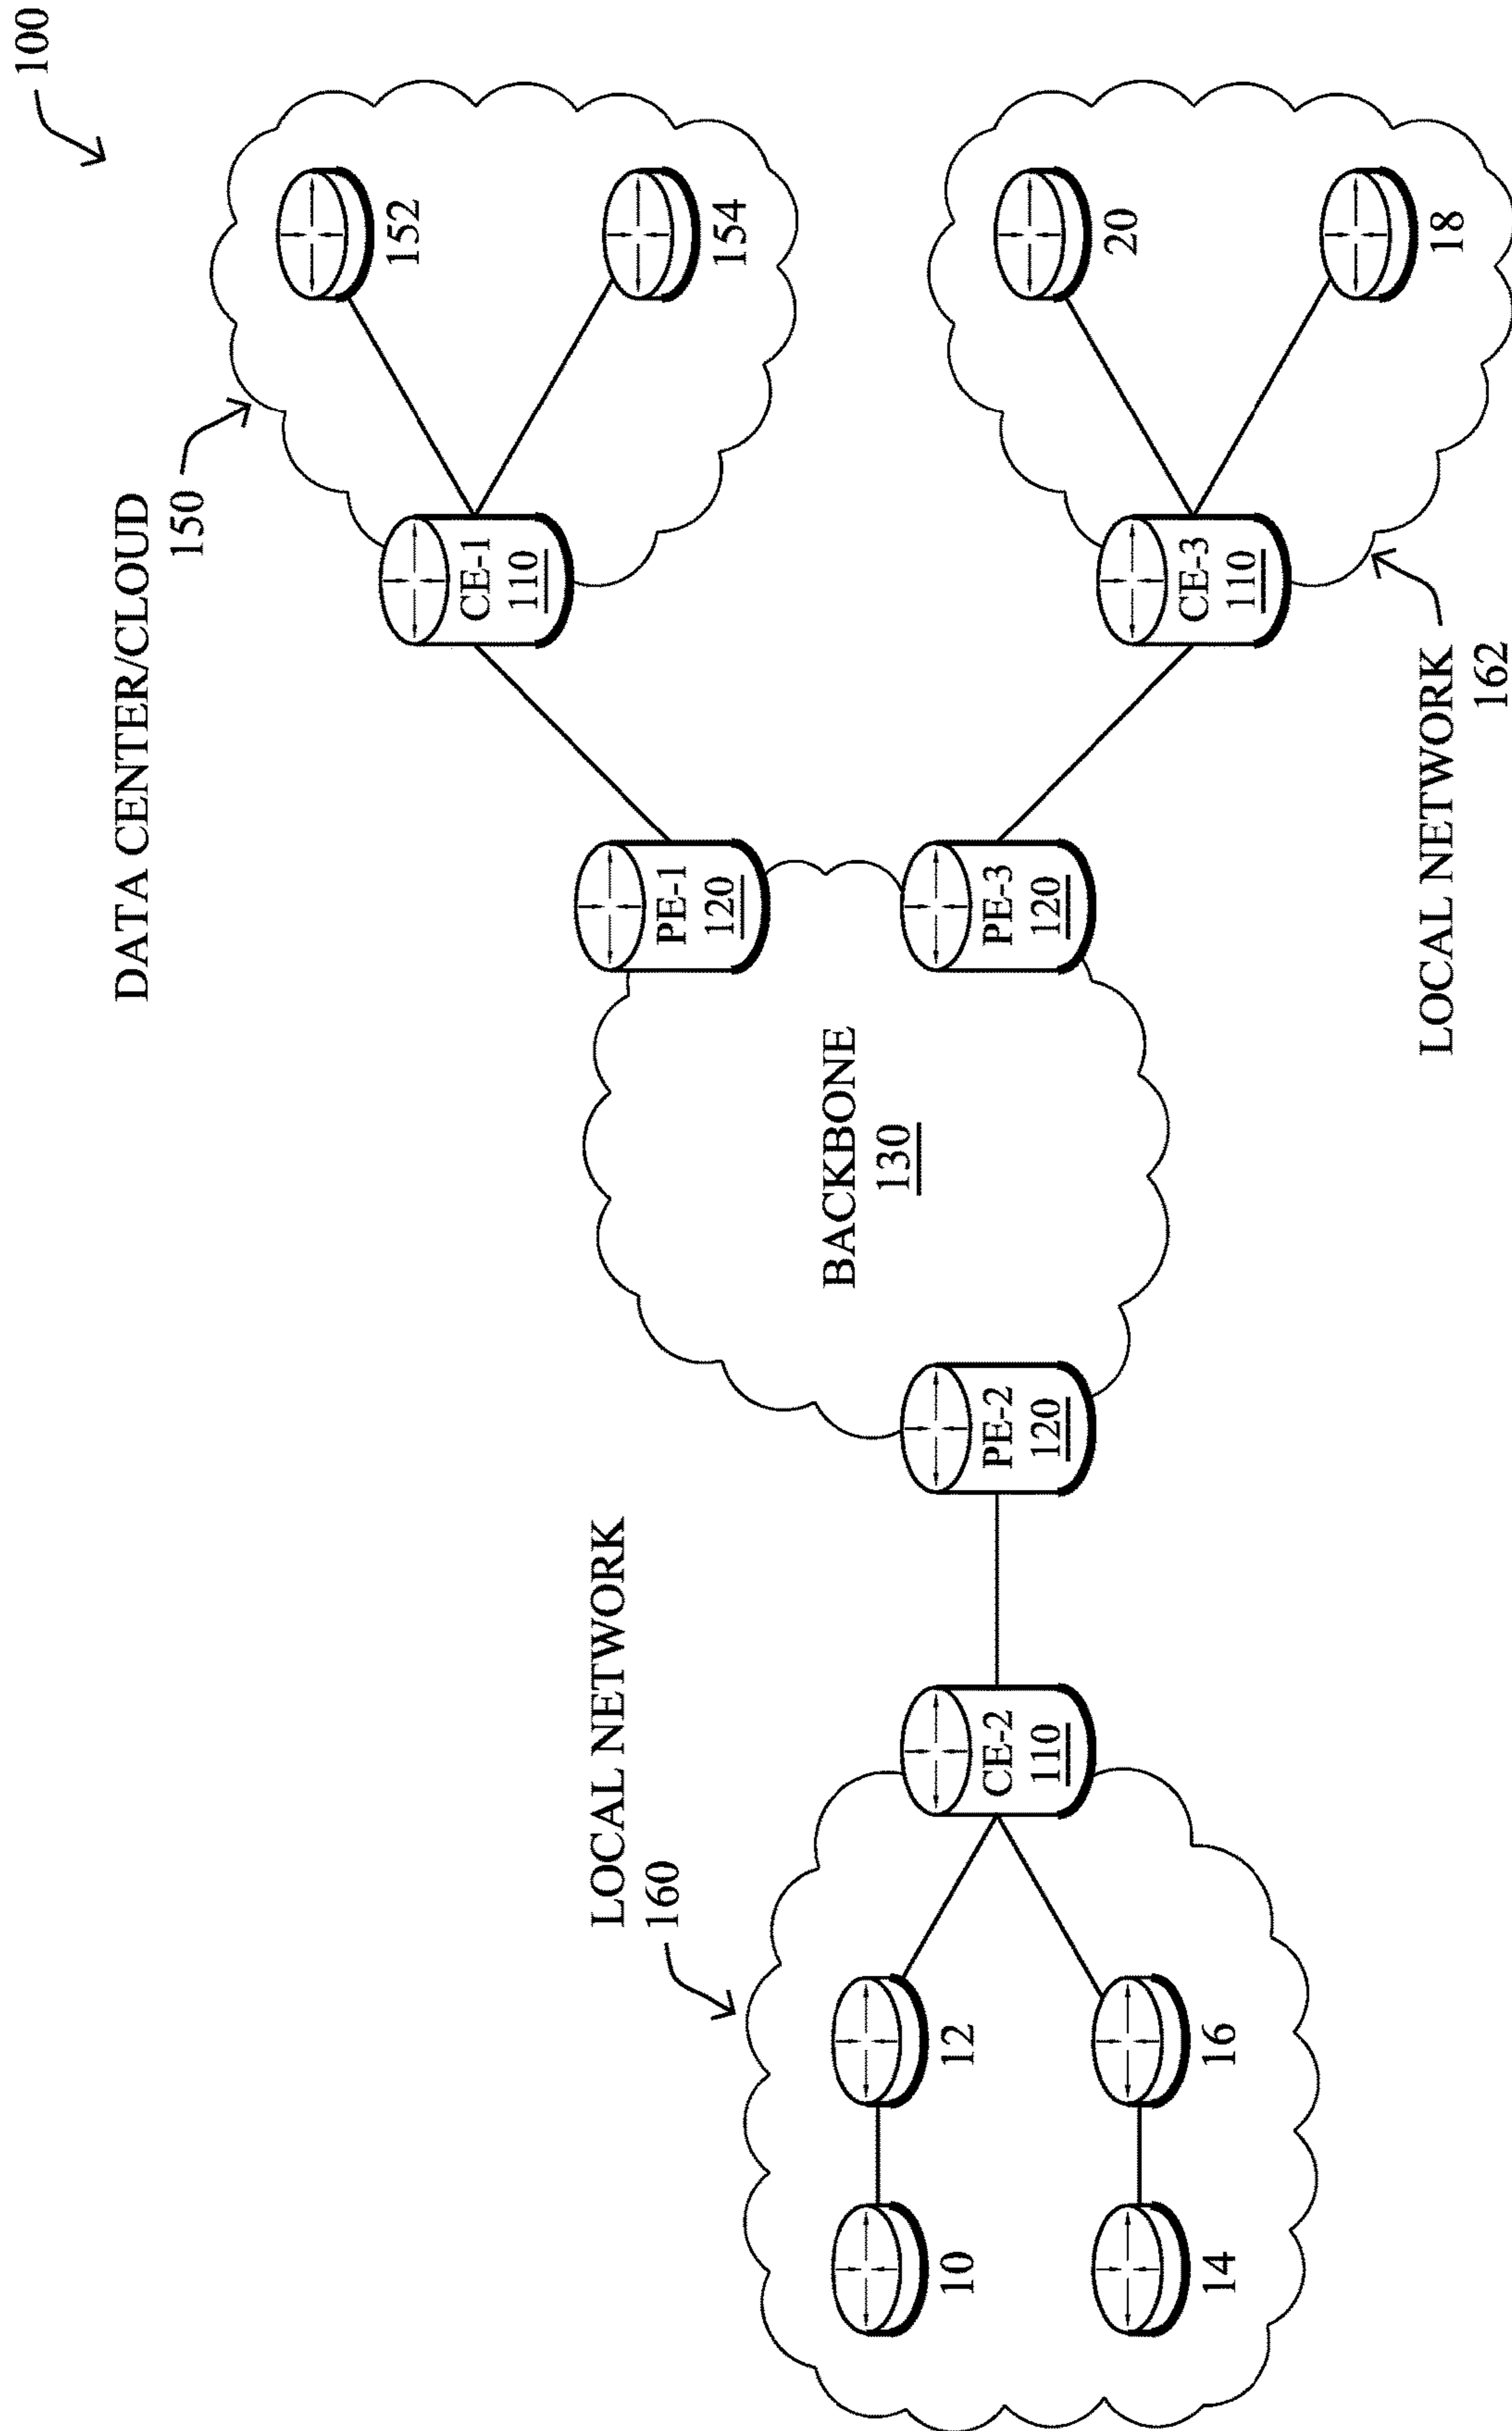 100
DATA CENTER/CLOUD
150
152
154
CE-1
110
PE-1
120
BACKBONE
130
PE-3
120
CE-3
110
20
18
LOCAL NETWORK
162
LOCAL NETWORK
160
PE-2
120
CE-2
110
12
10
16
14